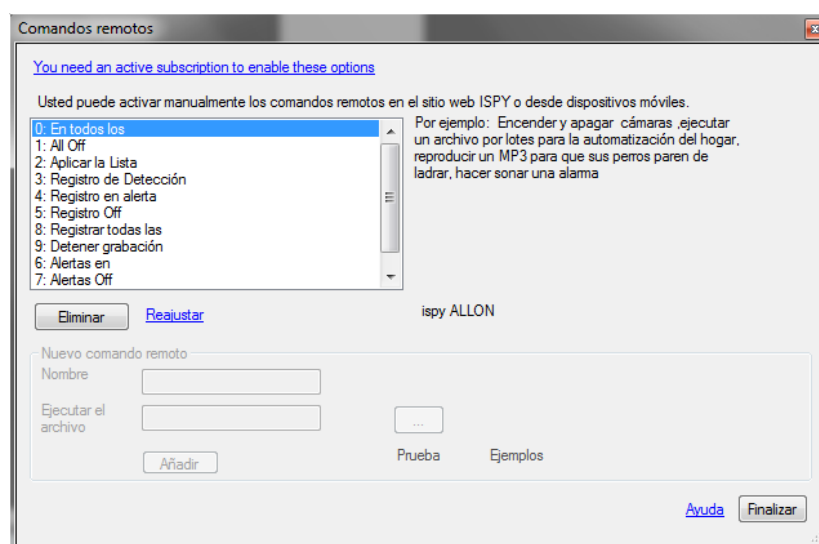 Comandos remotos
You need an active subscription to enable these options
Usted puede activar manualmente los comandos remotos en el sitio web ISPY o desde dispositivos móviles.
0: En todos los
1: All Off
2: Aplicar la Lista
3: Registro de Detección
4: Registro en alerta
5: Registro Off
8: Registrar todas las
9: Detener grabación
6: Alertas en
7: Alertas Off
Por ejemplo: Encender y apagar cámaras ,ejecutar
un archivo por lotes para la automatización del hogar,
reproducir un MP3 para que sus perros paren de
ladrar, hacer sonar una alarma
Eliminar Reajustar ispy ALLON
Nuevo comando remoto
Nombre
Ejecutar el
archivo
...
Añadir Prueba Ejemplos
Ayuda Finalizar